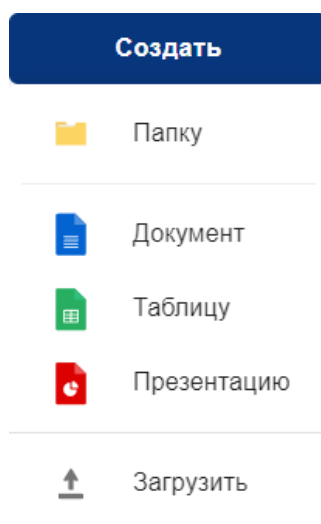 Создать
Папку
Документ
Таблицу
Презентацию
Загрузить